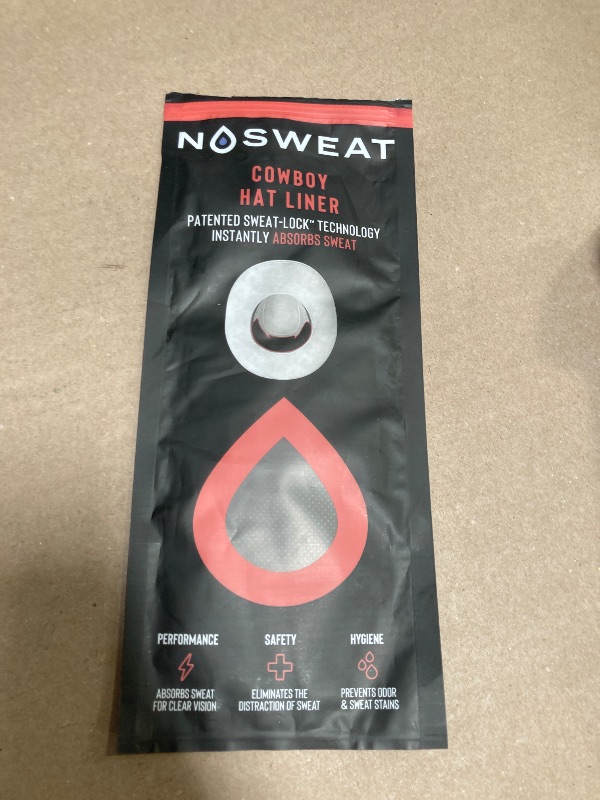 NOSWEAT
COWBOY
HAT LINER
PATENTED SWEAT-LOCK™ TECHNOLOGY
INSTANTLY ABSORBS SWEAT
PERFORMANCE
ABSORBS SWEAT
FOR CLEAR VISION
SAFETY
ELIMINATES THE
DISTRACTION OF SWEAT
HYGIENE
PREVENTS ODOR
& SWEAT STAINS